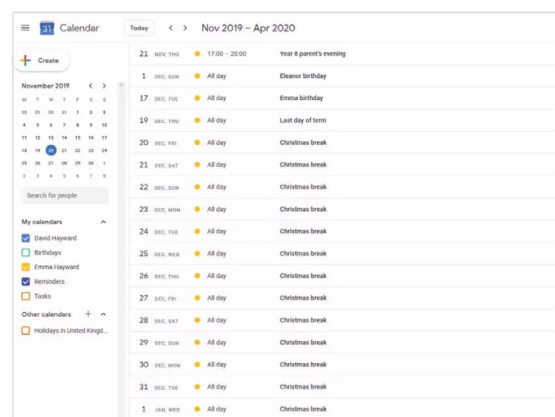 31 Calendar Today < > Nov 2019 – Apr 2020
Create
November 2019 < >
M T W T F S S
28 29 30 31 1 2 3
4 5 6 7 8 9 10
11 12 13 14 15 16 17
18 19 20 21 22 23 24
25 26 27 28 29 30 1
2 3 4 5 6 7 8
Search for people
My calendars
David Hayward
Birthdays
Emma Hayward
Reminders
Tasks
Other calendars +
Holidays in United Kingd...
21 NOV, THU 17:00 – 20:00 Year 6 parent's evening
1 DEC, SUN All day Eleanor birthday
17 DEC, TUE All day Emma birthday
19 DEC, THU All day Last day of term
20 DEC, FRI All day Christmas break
21 DEC, SAT All day Christmas break
22 DEC, SUN All day Christmas break
23 DEC, MON All day Christmas break
24 DEC, TUE All day Christmas break
25 DEC, WED All day Christmas break
26 DEC, THU All day Christmas break
27 DEC, FRI All day Christmas break
28 DEC, SAT All day Christmas break
29 DEC, SUN All day Christmas break
30 DEC, MON All day Christmas break
31 DEC, TUE All day Christmas break
1 JAN, WED All day Christmas break